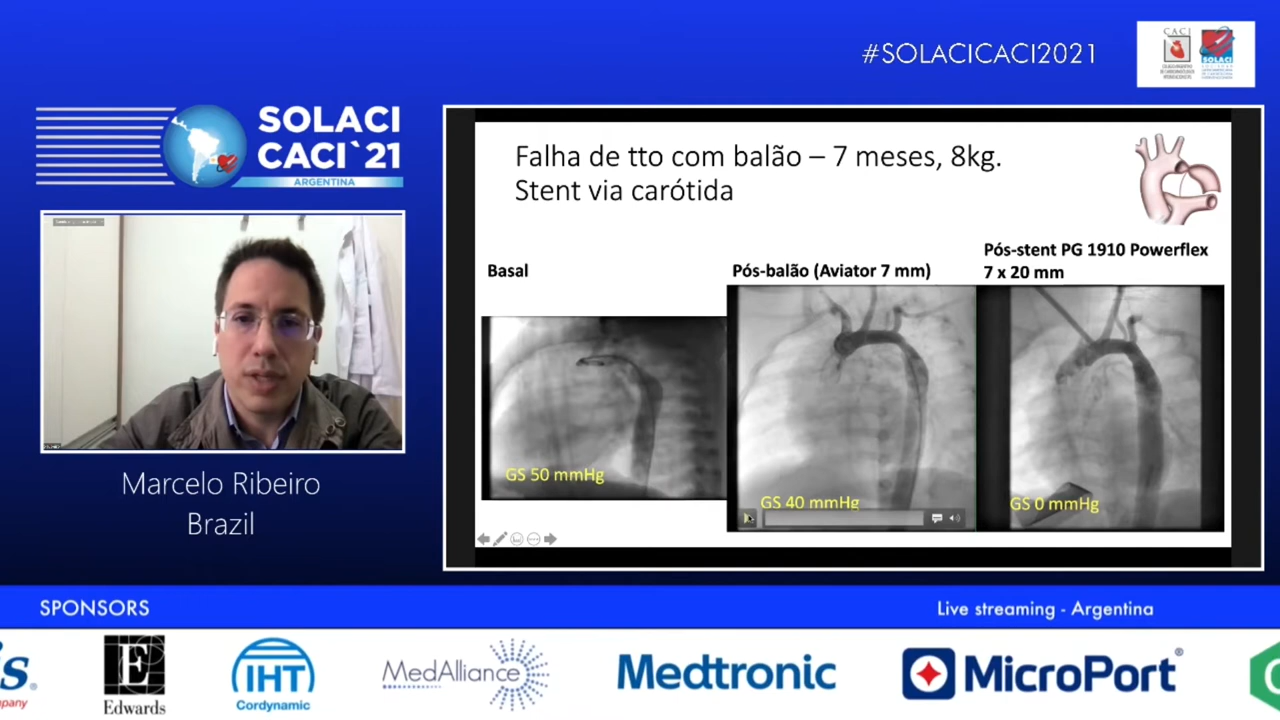 #SOLACICACI2021
CACI
SOLACI
SOLACI
CACI`21
ARGENTINA
Falha de tto com balão – 7 meses, 8kg.
Stent via carótida
Basal
Pós-balão (Aviator 7 mm)
Pós-stent PG 1910 Powerflex
7 x 20 mm
GS 50 mmHg
GS 40 mmHg
GS 0 mmHg
Marcelo Ribeiro
Brazil
SPONSORS
Live streaming - Argentina
Edwards
IHT
Cordynamic
MedAlliance
Medtronic
MicroPort®